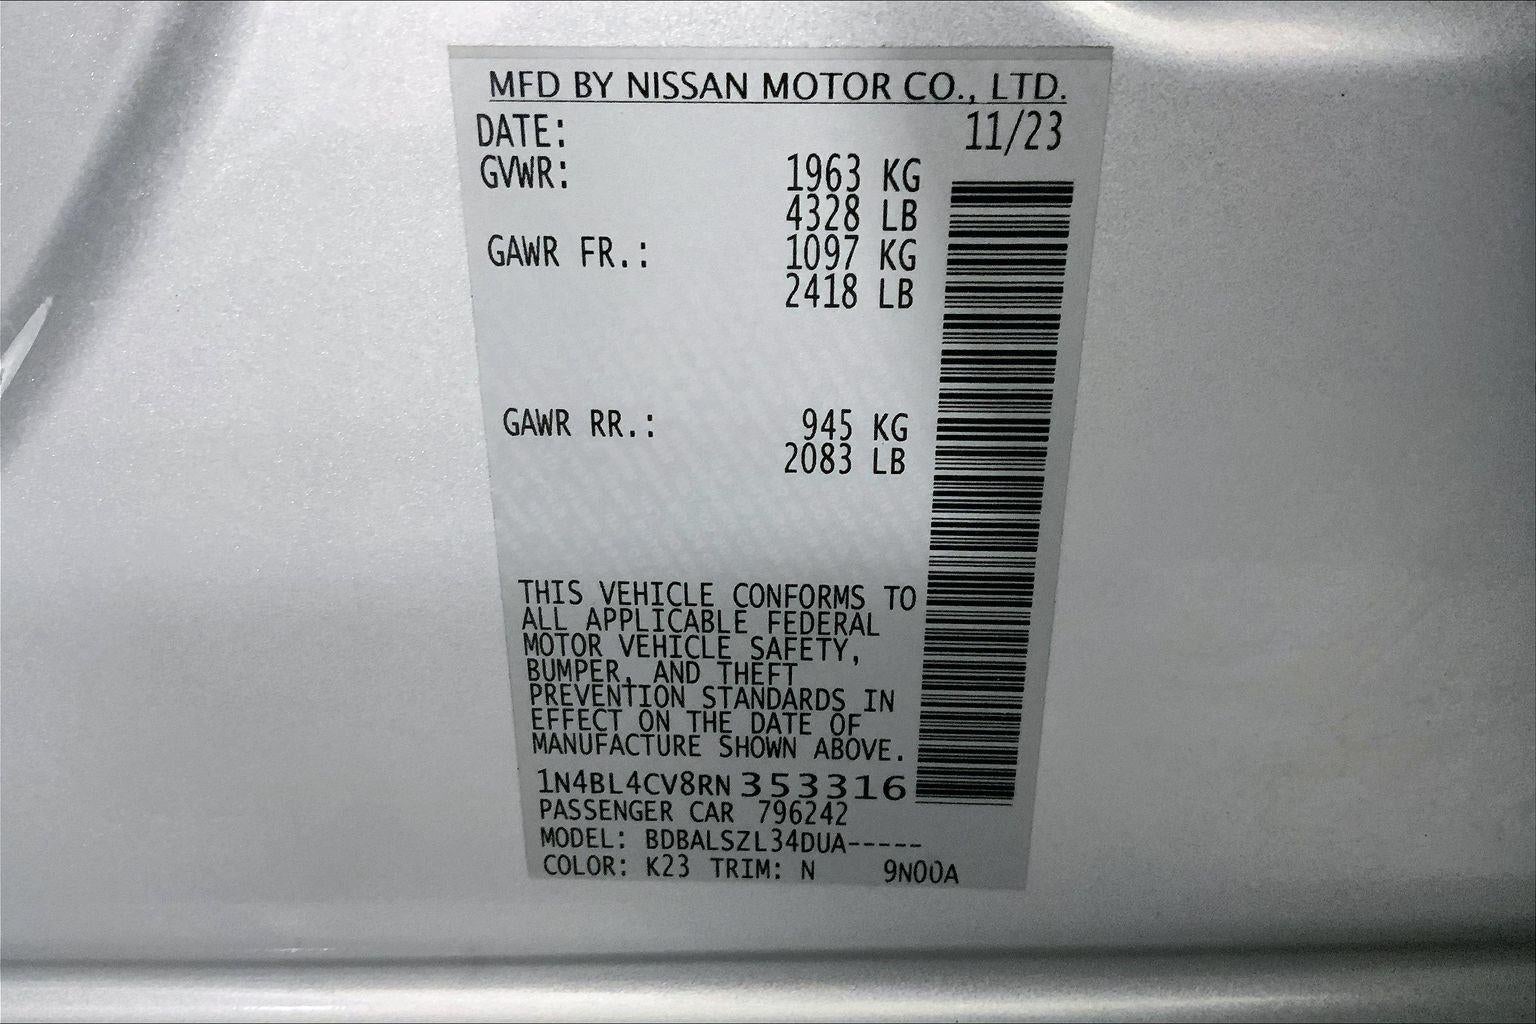 MFD BY NISSAN MOTOR CO., LTD.
DATE: 11/23
GVWR: 1963 KG
4328 LB
GAWR FR.: 1097 KG
2418 LB
GAWR RR.: 945 KG
2083 LB
THIS VEHICLE CONFORMS TO
ALL APPLICABLE FEDERAL
MOTOR VEHICLE SAFETY,
BUMPER, AND THEFT
PREVENTION STANDARDS IN
EFFECT ON THE DATE OF
MANUFACTURE SHOWN ABOVE.
1N4BL4CV8RN353316
PASSENGER CAR 796242
MODEL: BDBALSZL34DUA-----
COLOR: K23 TRIM: N 9N00A